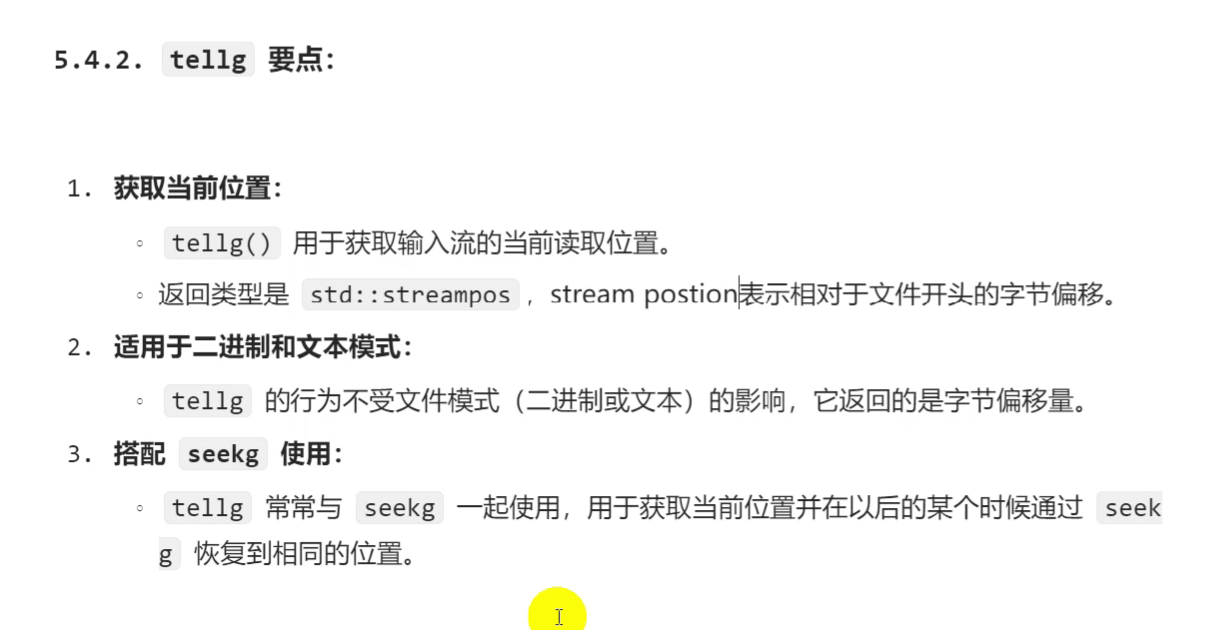 5.4.2. tellg 要点：
1. 获取当前位置：
◦ tellg() 用于获取输入流的当前读取位置。
◦ 返回类型是 std::streampos ，stream postion表示相对于文件开头的字节偏移。
2. 适用于二进制和文本模式：
◦ tellg 的行为不受文件模式（二进制或文本）的影响，它返回的是字节偏移量。
3. 搭配 seekg 使用：
◦ tellg 常常与 seekg 一起使用，用于获取当前位置并在以后的某个时候通过 seek
g 恢复到相同的位置。